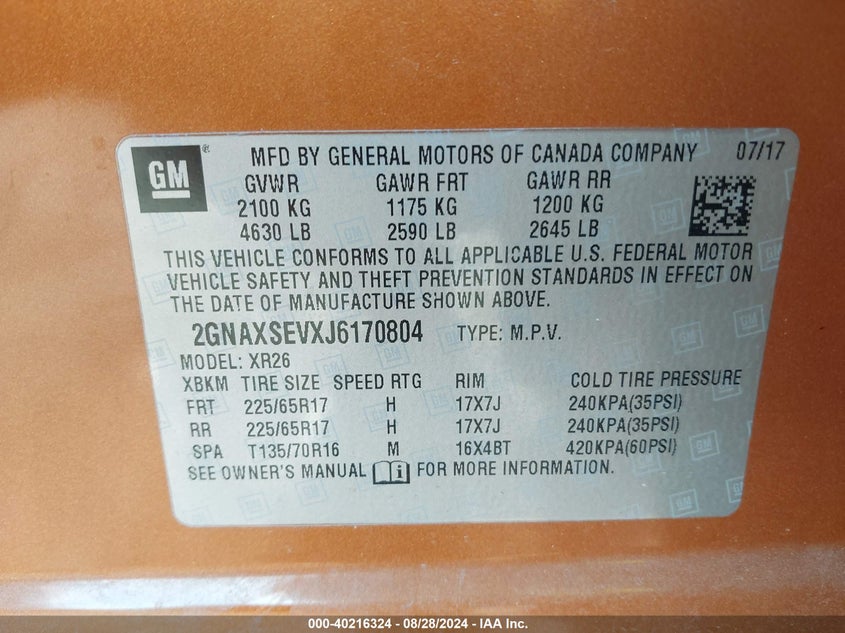 GM ® MFD BY GENERAL MOTORS OF CANADA COMPANY 07/17
GVWR GAWR FRT GAWR RR
2100 KG 1175 KG 1200 KG
4630 LB 2590 LB 2645 LB
THIS VEHICLE CONFORMS TO ALL APPLICABLE U.S. FEDERAL MOTOR
VEHICLE SAFETY AND THEFT PREVENTION STANDARDS IN EFFECT ON
THE DATE OF MANUFACTURE SHOWN ABOVE.
2GNAXSEVXJ6170804 TYPE: M.P.V.
MODEL: XR26
XBKM TIRE SIZE SPEED RTG RIM COLD TIRE PRESSURE
FRT 225/65R17 H 17X7J 240KPA(35PSI)
RR 225/65R17 H 17X7J 240KPA(35PSI)
SPA T135/70R16 M 16X4BT 420KPA(60PSI)
SEE OWNER'S MANUAL FOR MORE INFORMATION.
000-40216324 - 08/28/2024 - IAA Inc.